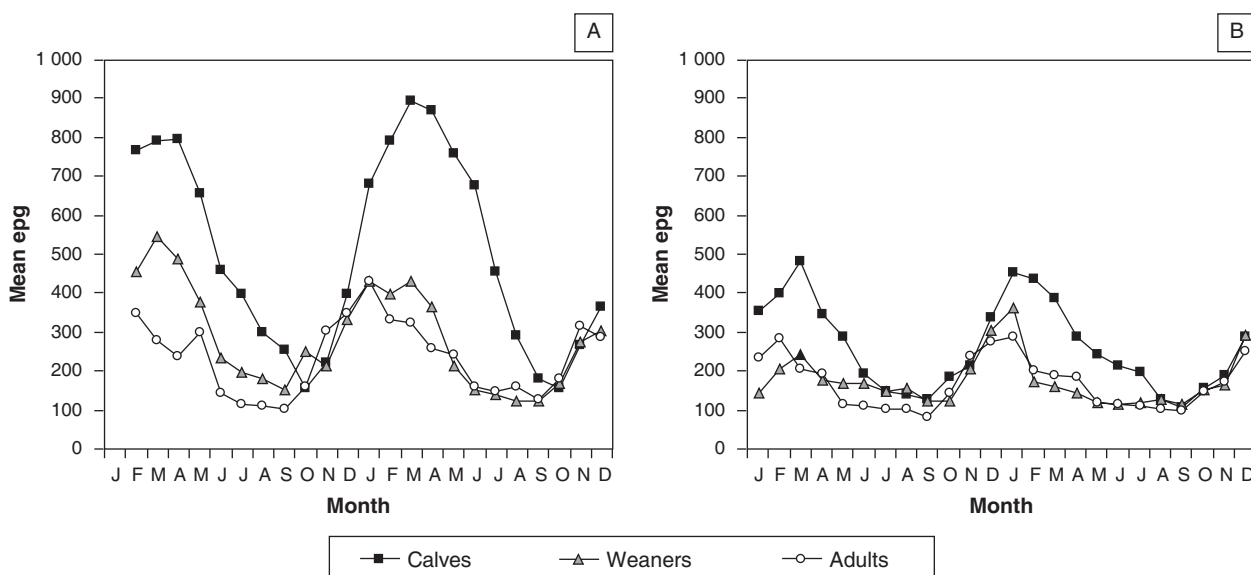 A
1 000
900
800
700
600
500
400
300
200
100
0
Mean epg
J F M A M J J A S O N D J F M A M J J A S O N D
Month
B
1 000
900
800
700
600
500
400
300
200
100
0
Mean epg
J F M A M J J A S O N D J F M A M J J A S O N D
Month
Calves Weaners Adults